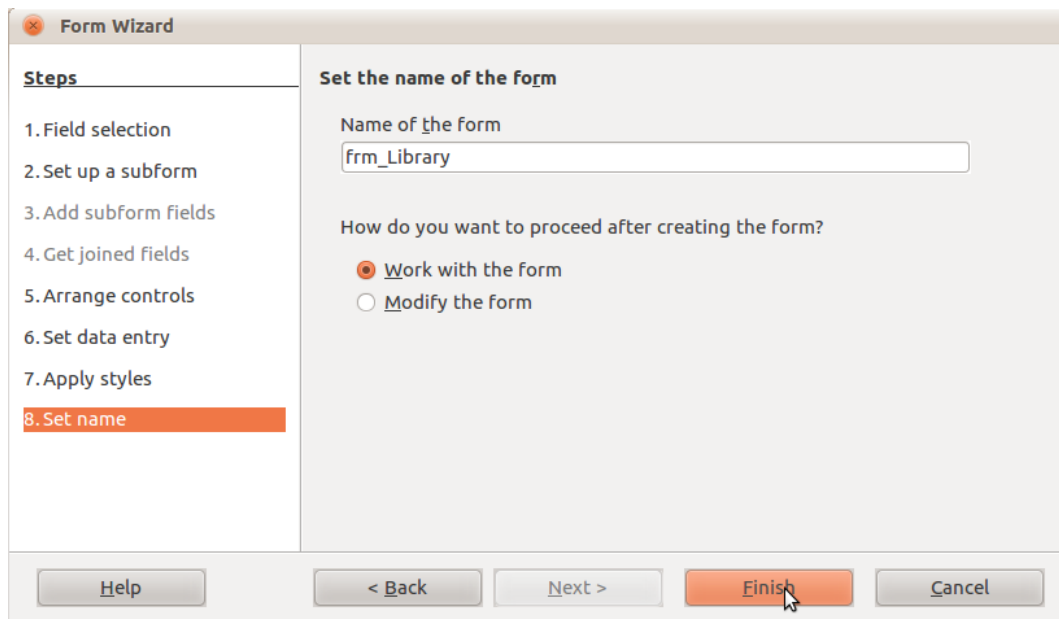 Form Wizard
Steps
1. Field selection
2. Set up a subform
3. Add subform fields
4. Get joined fields
5. Arrange controls
6. Set data entry
7. Apply styles
8. Set name
Set the name of the form
Name of the form
frm_Library
How do you want to proceed after creating the form?
Work with the form
Modify the form
Help
< Back
Next >
Finish
Cancel